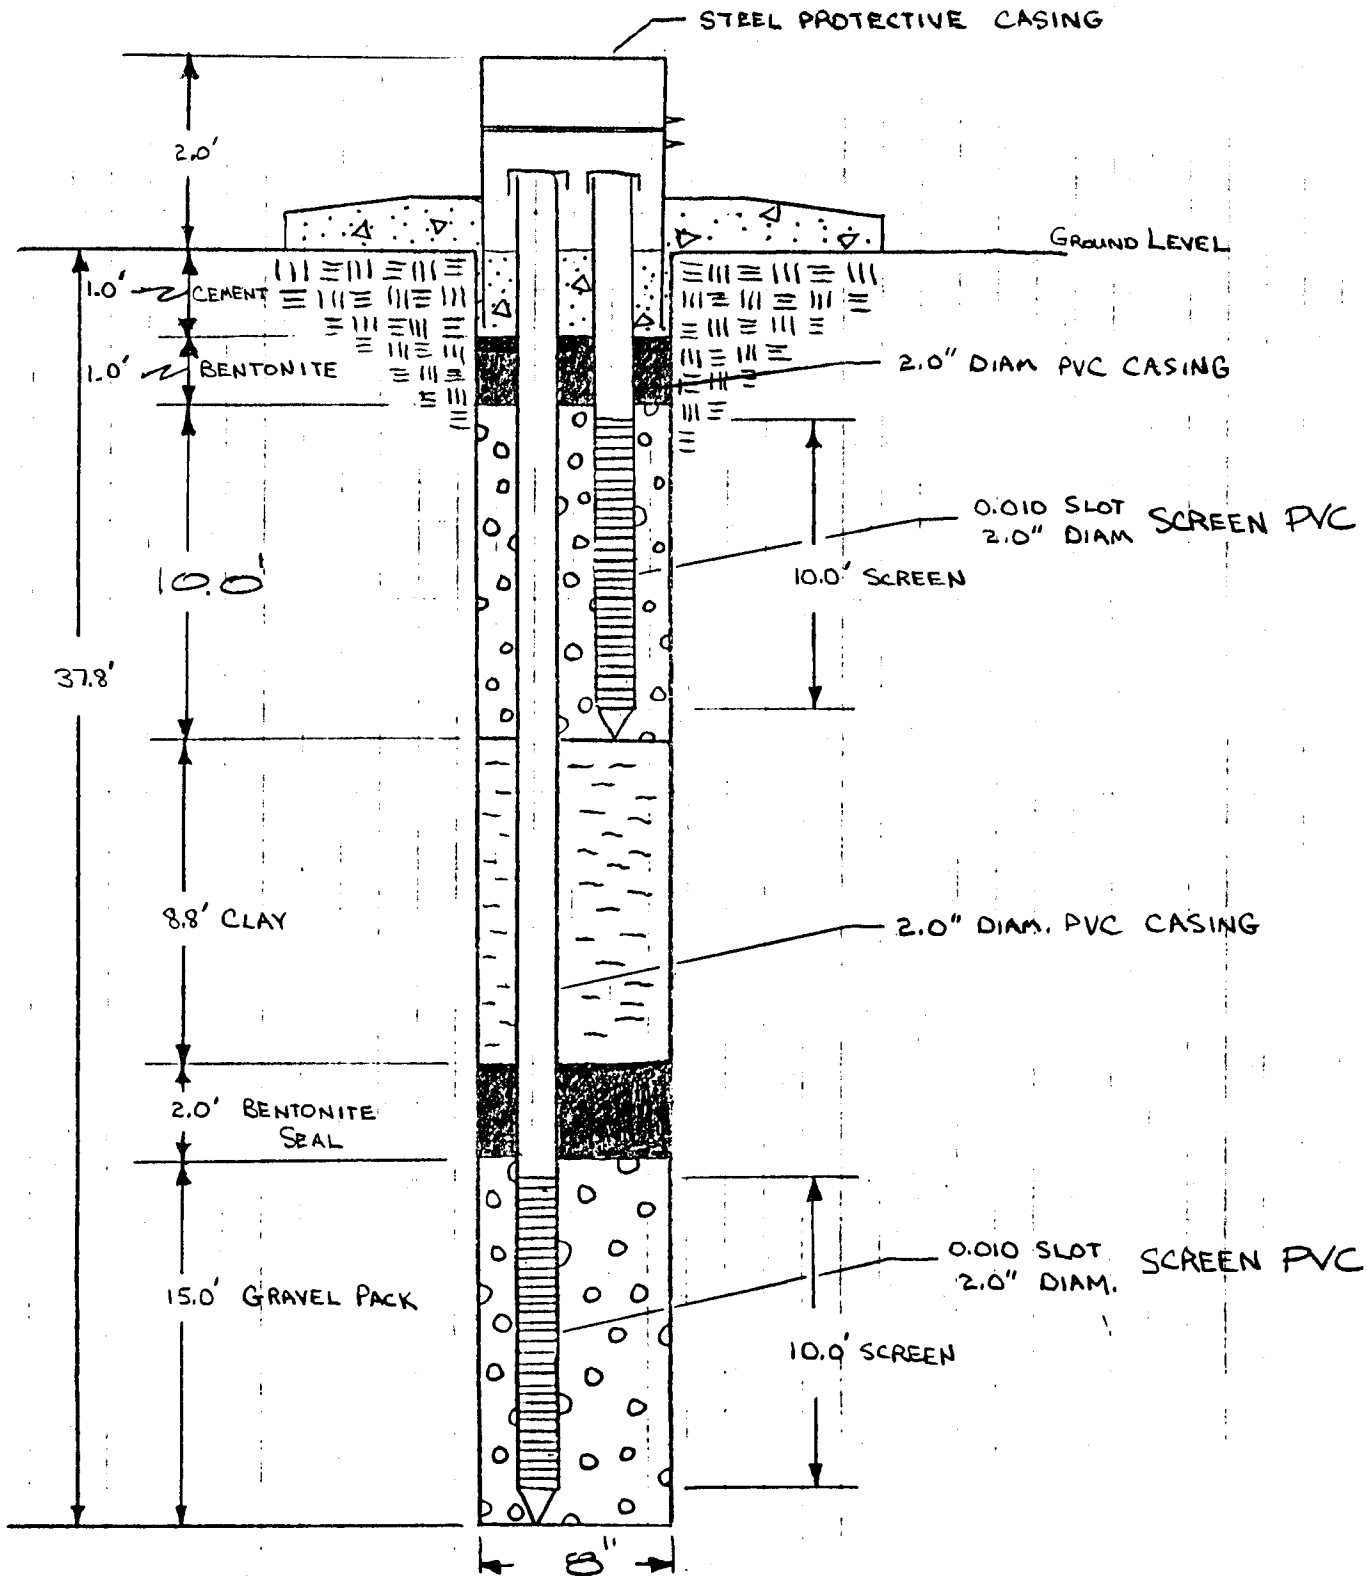 STEEL PROTECTIVE CASING
2.0'
GROUND LEVEL
1.0' CEMENT
1.0' BENTONITE
2.0" DIAM PVC CASING
0.010 SLOT
2.0" DIAM SCREEN PVC
10.0' SCREEN
10.0'
37.8'
8.8' CLAY
2.0" DIAM. PVC CASING
2.0' BENTONITE
SEAL
0.010 SLOT
2.0" DIAM. SCREEN PVC
15.0' GRAVEL PACK
10.0' SCREEN
8"